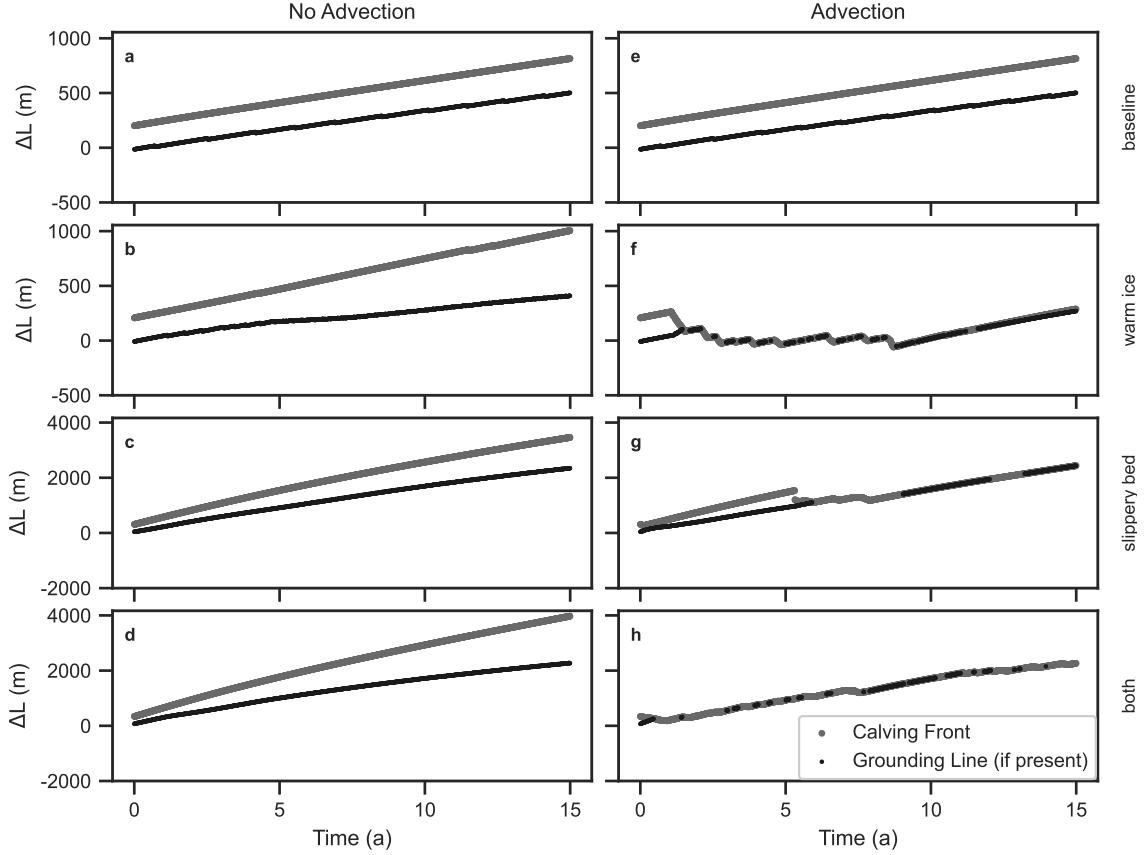 No Advection
Advection
a
1000
500
0
-500
ΔL (m)
e
baseline
b
1000
500
0
-500
ΔL (m)
f
warm ice
c
4000
2000
0
-2000
ΔL (m)
g
slippery bed
d
4000
2000
0
-2000
ΔL (m)
h
both
Calving Front
Grounding Line (if present)
0 5 10 15
Time (a)
0 5 10 15
Time (a)